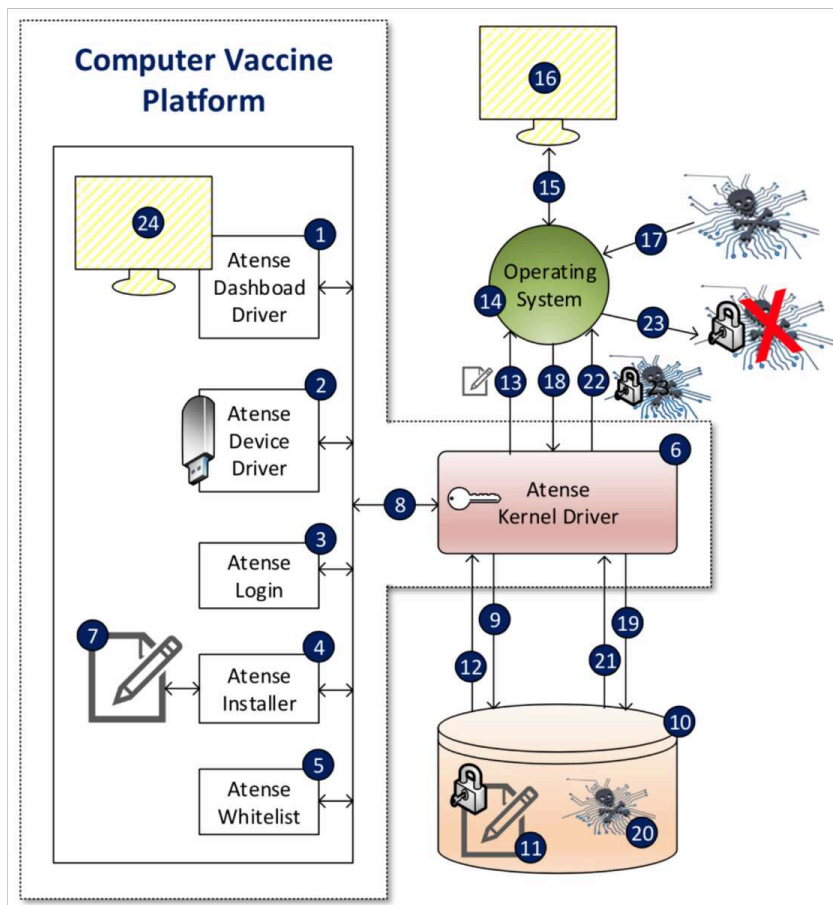 Computer Vaccine
Platform
16
15
24
1
Atense
Dashboad
Driver
17
Operating
System
14
23
13
18
22
23
2
Atense
Device
Driver
6
Atense
Kernel Driver
8
3
Atense
Login
9
19
12
21
7
4
Atense
Installer
10
5
Atense
Whitelist
11
20